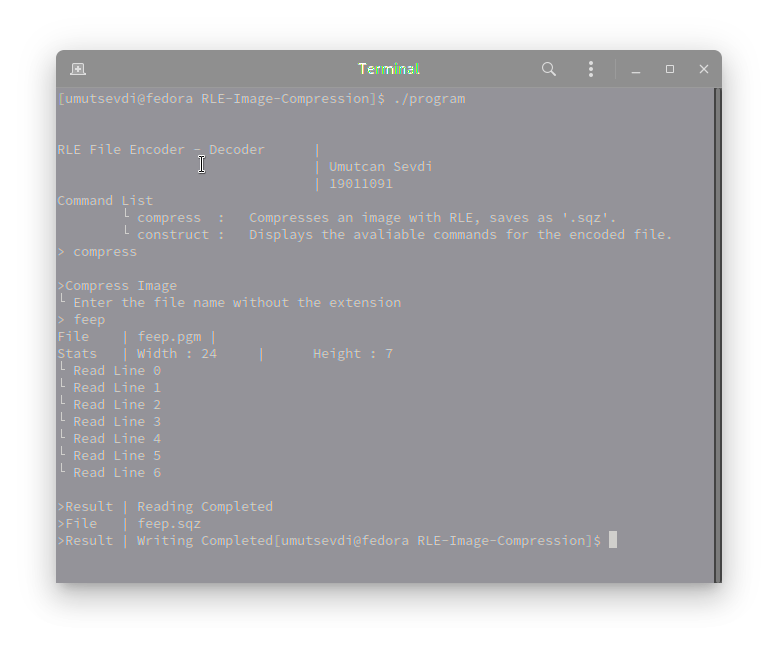 Terminal
[umutsevdi@fedora RLE-Image-Compression]$ ./program
RLE File Encoder - Decoder |
| Umutcan Sevdi
| 19011091
Command List
└ compress : Compresses an image with RLE, saves as '.sqz'.
└ construct : Displays the avaliable commands for the encoded file.
> compress
>Compress Image
└ Enter the file name without the extension
> feep
File | feep.pgm |
Stats | Width : 24 | Height : 7
└ Read Line 0
└ Read Line 1
└ Read Line 2
└ Read Line 3
└ Read Line 4
└ Read Line 5
└ Read Line 6
>Result | Reading Completed
>File | feep.sqz
>Result | Writing Completed[umutsevdi@fedora RLE-Image-Compression]$